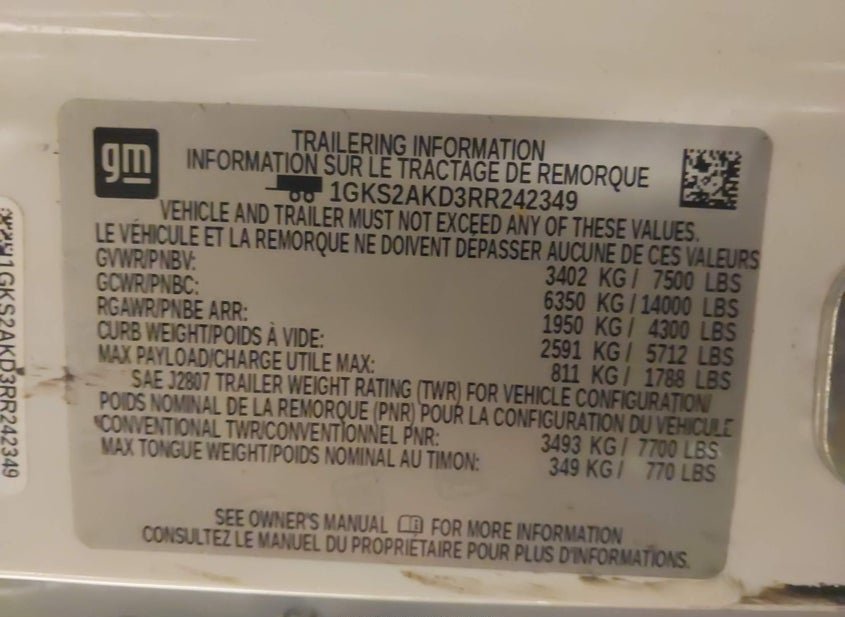 gm
TRAILERING INFORMATION
INFORMATION SUR LE TRACTAGE DE REMORQUE
1GKS2AKD3RR242349
VEHICLE AND TRAILER MUST NOT EXCEED ANY OF THESE VALUES.
LE VÉHICULE ET LA REMORQUE NE DOIVENT DÉPASSER AUCUNE DE CES VALEURS
GVWR/PNBV: 3402 KG / 7500 LBS
GCWR/PNBC: 6350 KG / 14000 LBS
RGAWR/PNBE ARR: 1950 KG / 4300 LBS
CURB WEIGHT/POIDS À VIDE: 2591 KG / 5712 LBS
MAX PAYLOAD/CHARGE UTILE MAX: 811 KG / 1788 LBS
SAE J2807 TRAILER WEIGHT RATING (TWR) FOR VEHICLE CONFIGURATION/
POIDS NOMINAL DE LA REMORQUE (PNR) POUR LA CONFIGURATION DU VEHICULE
*CONVENTIONAL TWR/CONVENTIONNEL PNR: 3493 KG / 7700 LBS
MAX TONGUE WEIGHT/POIDS NOMINAL AU TIMON: 349 KG / 770 LBS
SEE OWNER'S MANUAL FOR MORE INFORMATION
CONSULTEZ LE MANUEL DU PROPRIÉTAIRE POUR PLUS D'INFORMATIONS.
1GKS2AKD3RR242349